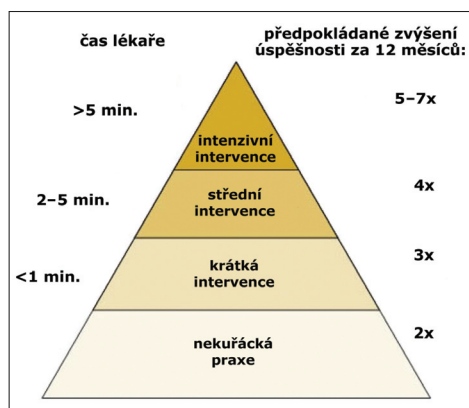 čas lékaře
předpokládané zvýšení
úspěšnosti za 12 měsíců:
>5 min.
5–7x
intenzivní
intervence
2–5 min.
střední
intervence
4x
<1 min.
krátká
intervence
3x
nekuřácká
praxe
2x